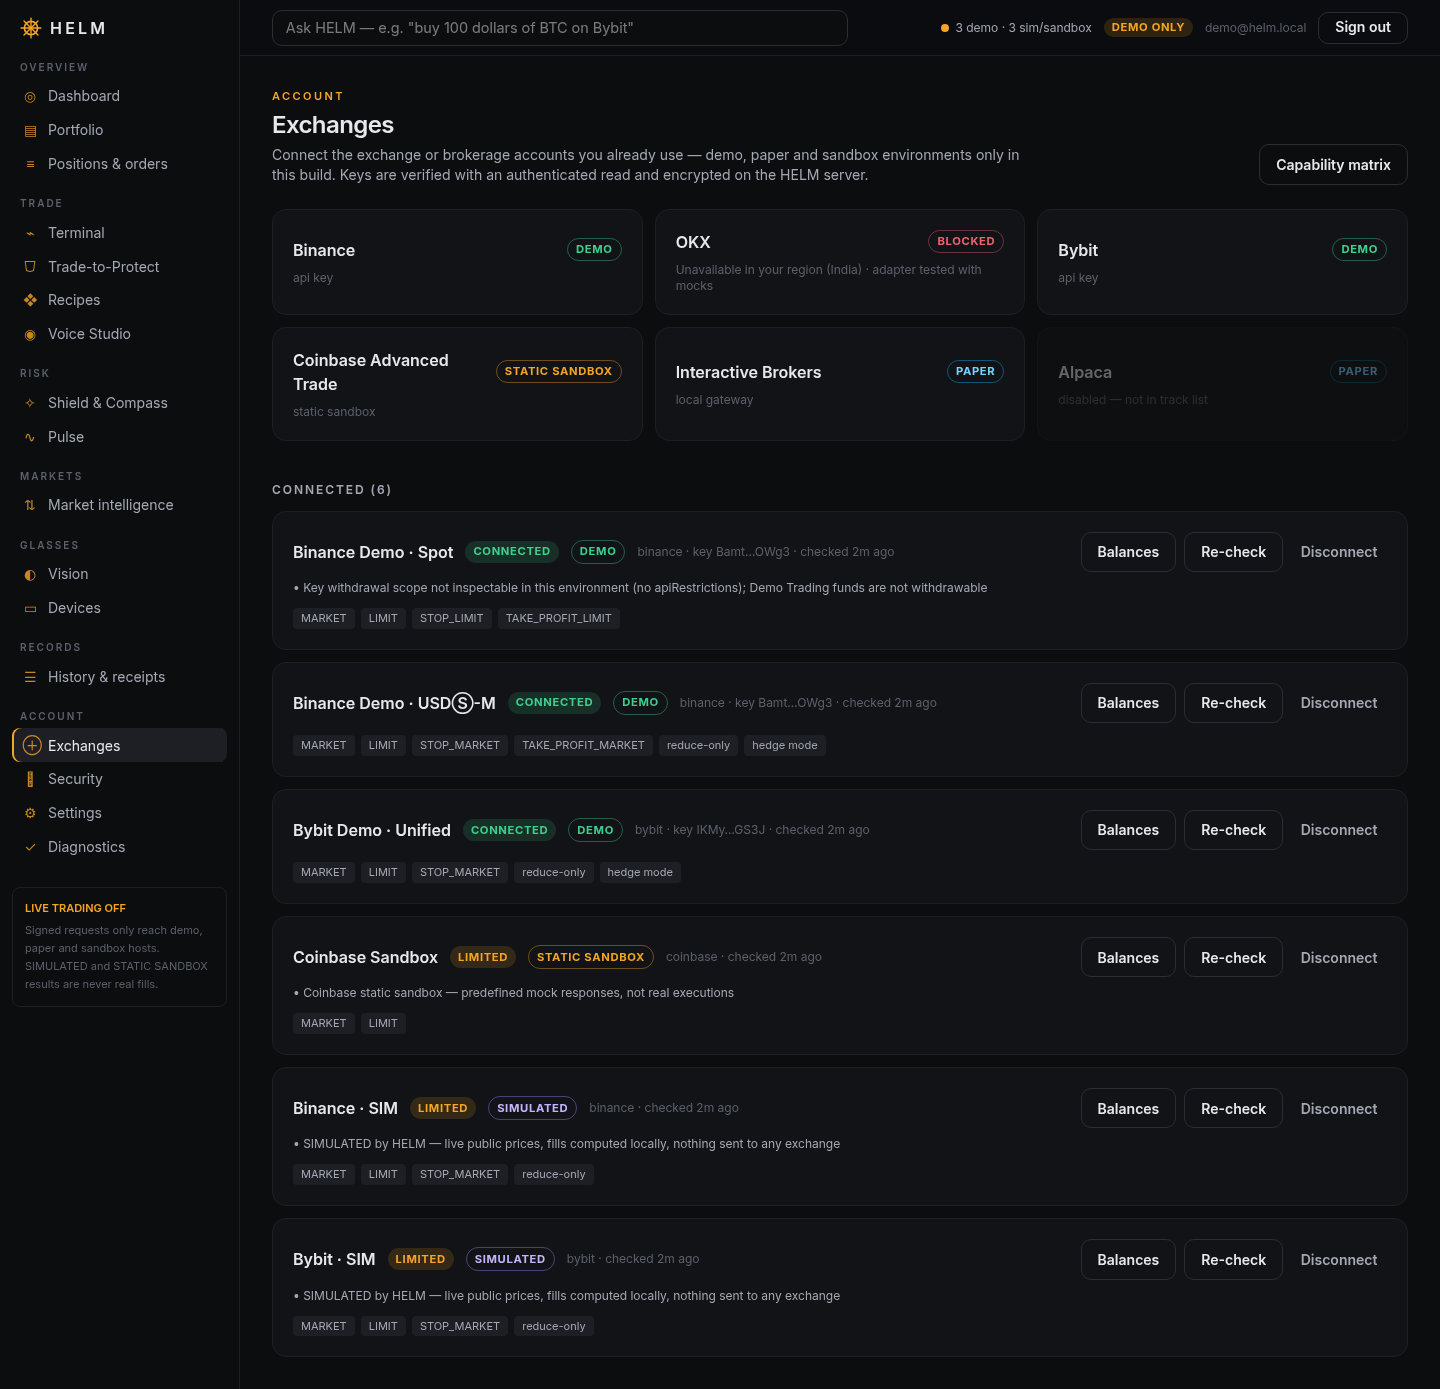 HELM
Ask HELM — e.g. "buy 100 dollars of BTC on Bybit"
3 demo · 3 sim/sandbox
DEMO ONLY
demo@helm.local
Sign out
OVERVIEW
Dashboard
Portfolio
Positions & orders
TRADE
Terminal
Trade-to-Protect
Recipes
Voice Studio
RISK
Shield & Compass
Pulse
MARKETS
Market intelligence
GLASSES
Vision
Devices
RECORDS
History & receipts
ACCOUNT
Exchanges
Security
Settings
Diagnostics
LIVE TRADING OFF
Signed requests only reach demo,
paper and sandbox hosts.
SIMULATED and STATIC SANDBOX
results are never real fills.
ACCOUNT
Exchanges
Connect the exchange or brokerage accounts you already use — demo, paper and sandbox environments only in
this build. Keys are verified with an authenticated read and encrypted on the HELM server.
Capability matrix
Binance
DEMO
api key
OKX
BLOCKED
Unavailable in your region (India) · adapter tested with
mocks
Bybit
DEMO
api key
Coinbase Advanced
Trade
STATIC SANDBOX
static sandbox
Interactive Brokers
PAPER
local gateway
Alpaca
PAPER
disabled — not in track list
CONNECTED (6)
Binance Demo · Spot CONNECTED DEMO binance · key Bamt…OWg3 · checked 2m ago
Balances Re-check Disconnect
• Key withdrawal scope not inspectable in this environment (no apiRestrictions); Demo Trading funds are not withdrawable
MARKET LIMIT STOP_LIMIT TAKE_PROFIT_LIMIT
Binance Demo · USDⓈ-M CONNECTED DEMO binance · key Bamt…OWg3 · checked 2m ago
Balances Re-check Disconnect
MARKET LIMIT STOP_MARKET TAKE_PROFIT_MARKET reduce-only hedge mode
Bybit Demo · Unified CONNECTED DEMO bybit · key IKMy…GS3J · checked 2m ago
Balances Re-check Disconnect
MARKET LIMIT STOP_MARKET reduce-only hedge mode
Coinbase Sandbox LIMITED STATIC SANDBOX coinbase · checked 2m ago
Balances Re-check Disconnect
• Coinbase static sandbox — predefined mock responses, not real executions
MARKET LIMIT
Binance · SIM LIMITED SIMULATED binance · checked 2m ago
Balances Re-check Disconnect
• SIMULATED by HELM — live public prices, fills computed locally, nothing sent to any exchange
MARKET LIMIT STOP_MARKET reduce-only
Bybit · SIM LIMITED SIMULATED bybit · checked 2m ago
Balances Re-check Disconnect
• SIMULATED by HELM — live public prices, fills computed locally, nothing sent to any exchange
MARKET LIMIT STOP_MARKET reduce-only